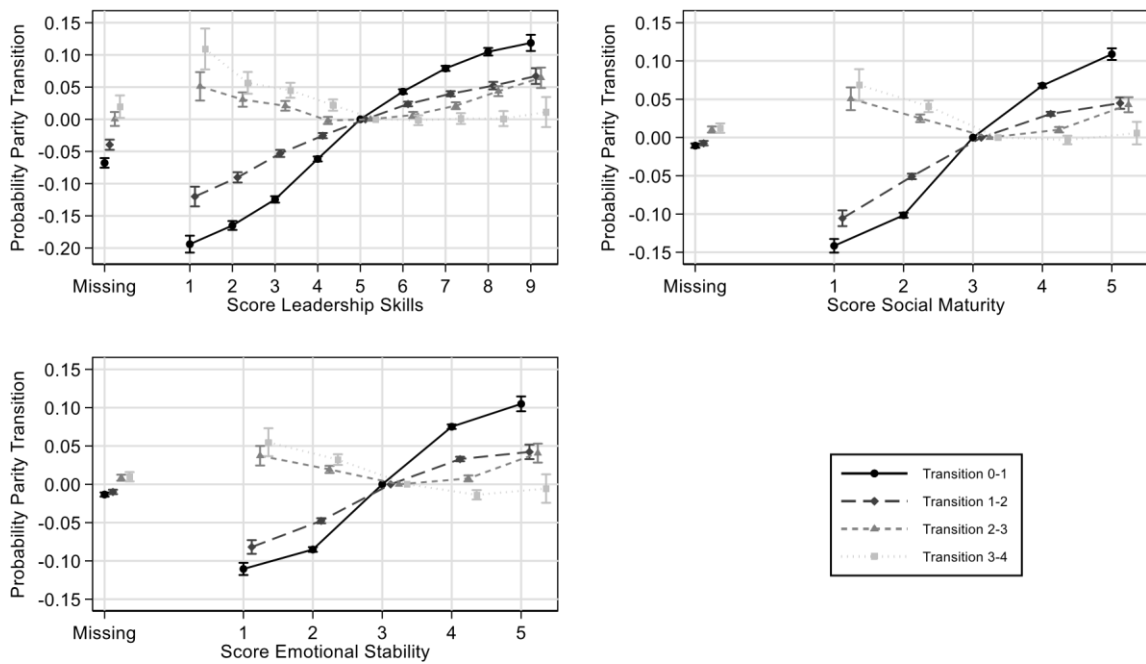 Probability Parity Transition
0.15
0.10
0.05
0.00
-0.05
-0.10
-0.15
-0.20
Missing 1 2 3 4 5 6 7 8 9
Score Leadership Skills
Probability Parity Transition
0.15
0.10
0.05
0.00
-0.05
-0.10
-0.15
Missing 1 2 3 4 5
Score Social Maturity
Probability Parity Transition
0.15
0.10
0.05
0.00
-0.05
-0.10
-0.15
Missing 1 2 3 4 5
Score Emotional Stability
Transition 0-1
Transition 1-2
Transition 2-3
Transition 3-4